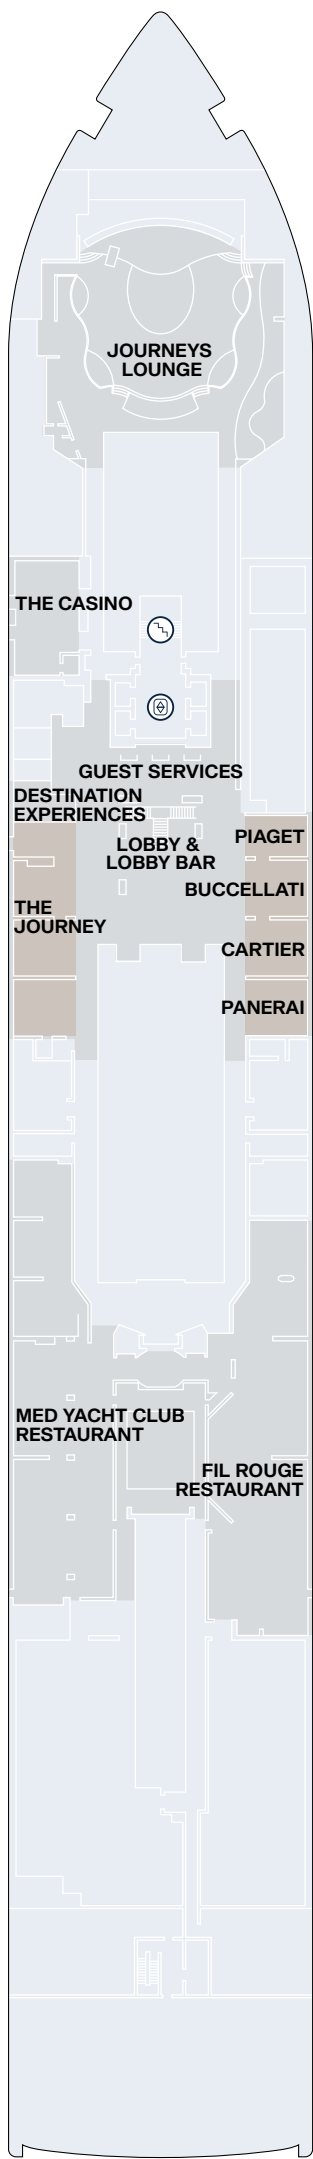 JOURNEYS
LOUNGE
THE CASINO
GUEST SERVICES
DESTINATION
EXPERIENCES
LOBBY &
LOBBY BAR
PIAGET
BUCCELLATI
THE
JOURNEY
CARTIER
PANERAI
MED YACHT CLUB
RESTAURANT
FIL ROUGE
RESTAURANT